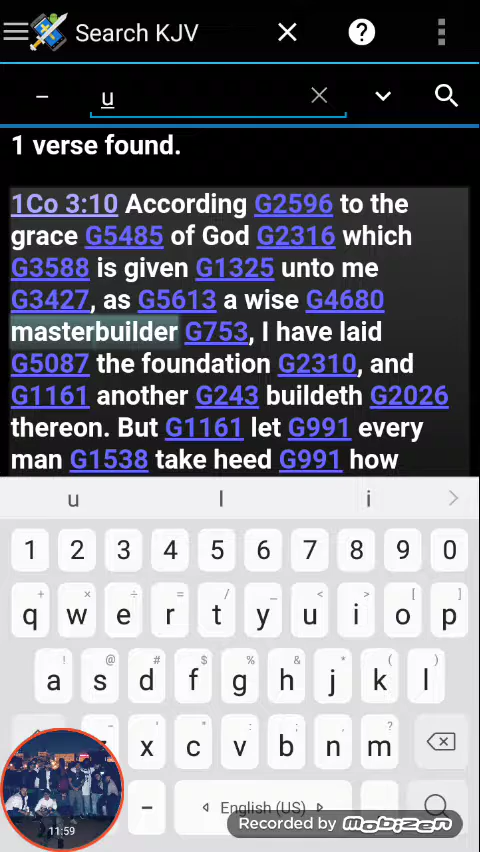 Search KJV
u
1 verse found.
1Co 3:10 According G2596 to the
grace G5485 of God G2316 which
G3588 is given G1325 unto me
G3427, as G5613 a wise G4680
masterbuilder G753, I have laid
G5087 the foundation G2310, and
G1161 another G243 buildeth G2026
thereon. But G1161 let G991 every
man G1538 take heed G991 how
u l i
1 2 3 4 5 6 7 8 9 0
+ × ÷ = / _ < > [ ]
q w e r t y u i o p
! @ # $ % & * ( )
a s d f g h j k l
- ' " : ; , ?
z x c v b n m
English (US)
11:59
Recorded by mobizen